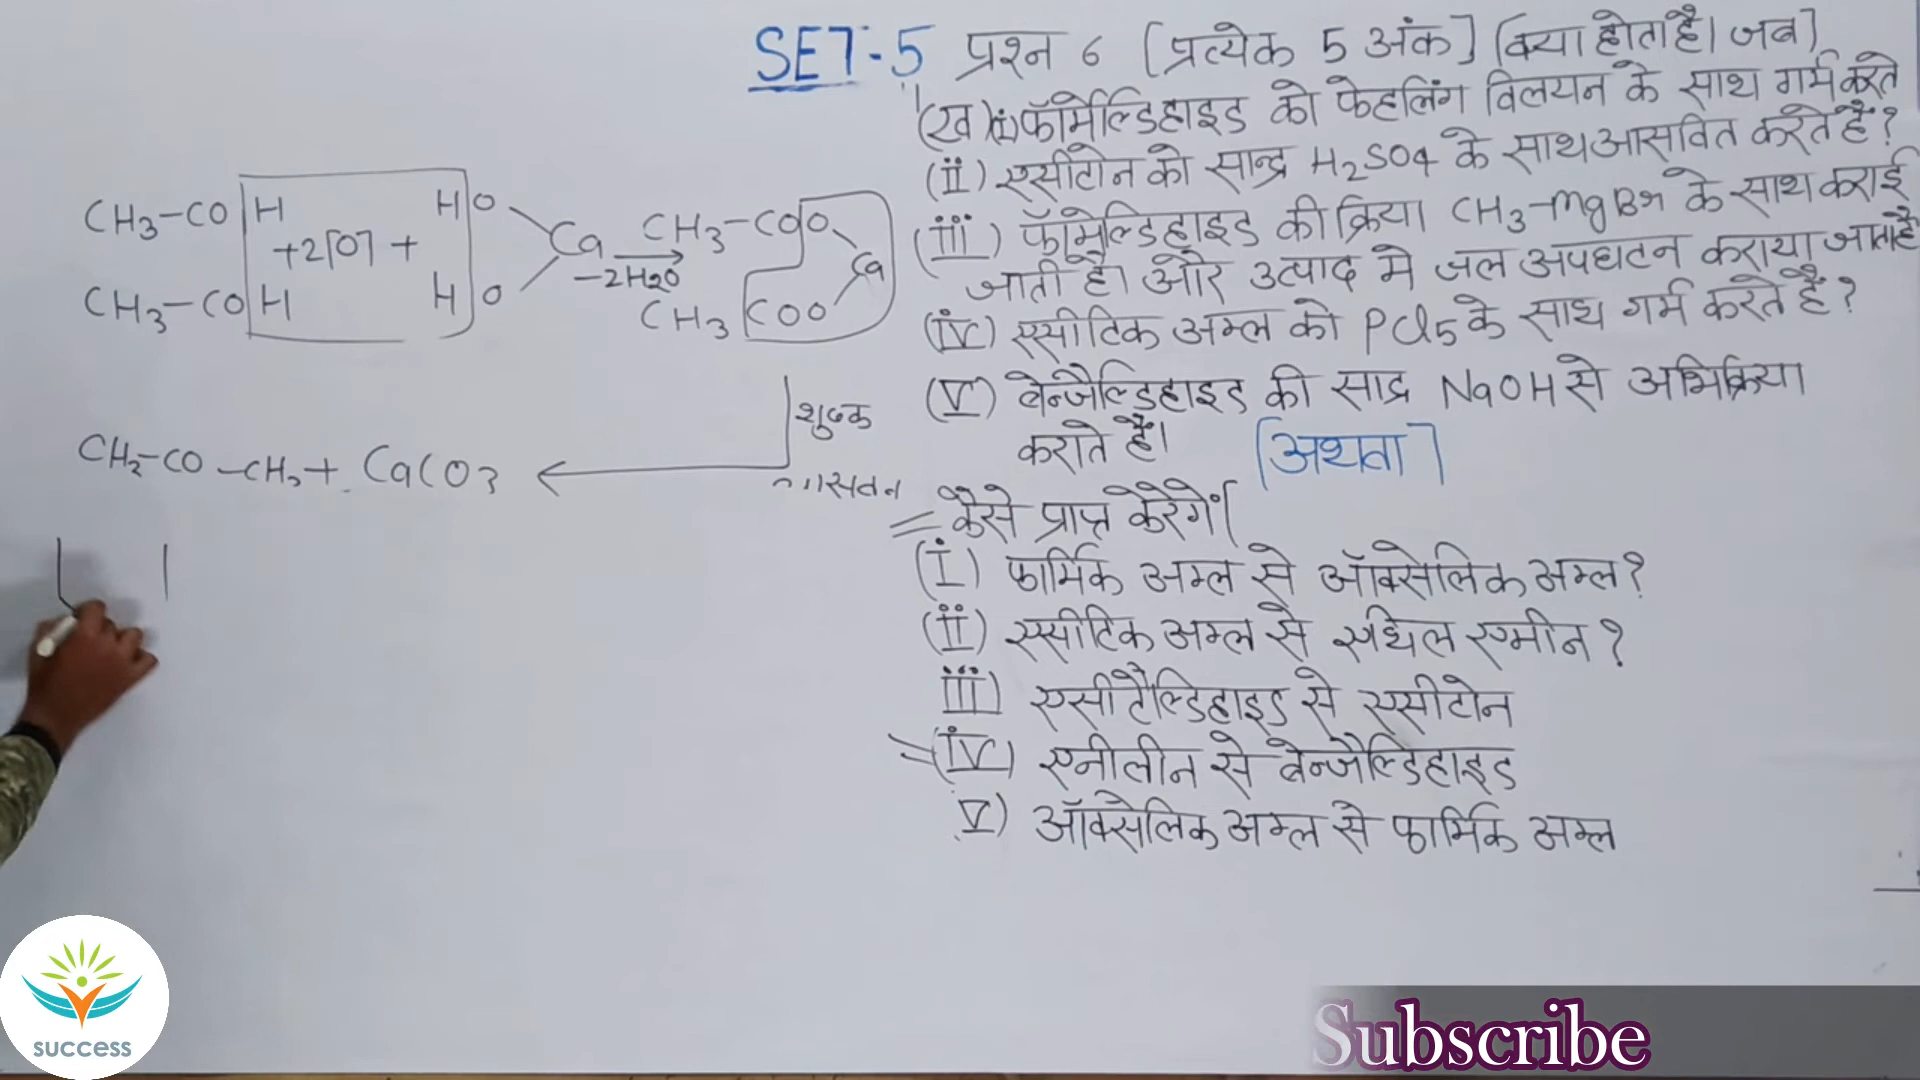 SET-5 प्रश्न 6 [प्रत्येक 5 अंक] [क्या होता है। जब]
(ख)(i) फॉर्मेल्डिहाइड को फेहलिंग विलयन के साथ गर्म करते
(ii) एसीटोन को सान्द्र H2SO4 के साथ आसवित करते हैं?
(iii) फॉर्मेल्डिहाइड की क्रिया CH3-MgBr के साथ कराई
जाती है। और उत्पाद मे जल अपघटन कराया जाता है
(iv) एसीटिक अम्ल को PCl5 के साथ गर्म करते हैं?
(V) बेन्जेल्डिहाइड की साद्र NaOH से अभिक्रिया
कराते हैं।
[अथवा]
= कैसे प्राप्त करेगें
(i) फार्मिक अम्ल से ऑक्सेलिक अम्ल?
(ii) एसीटिक अम्ल से एथिल एमीन?
iii) एसीटैल्डिहाइड से एसीटोन
(iv) एनीलीन से बेन्जैल्डिहाइड
V) ऑक्सेलिक अम्ल से फार्मिक अम्ल
CH3-CO H HO CH3-COO
+2[O] + Ca -2H2O Ca
CH3-CO H HO CH3 COO
शुष्क
CH3-CO-CH3 + CaCO3
success
Subscribe